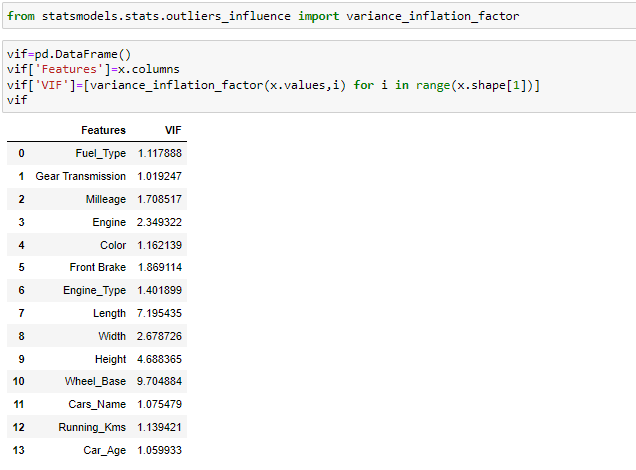 from statsmodels.stats.outliers_influence import variance_inflation_factor
vif=pd.DataFrame()
vif['Features']=x.columns
vif['VIF']=[variance_inflation_factor(x.values,i) for i in range(x.shape[1])]
vif
Features VIF
0 Fuel_Type 1.117888
1 Gear Transmission 1.019247
2 Milleage 1.708517
3 Engine 2.349322
4 Color 1.162139
5 Front Brake 1.869114
6 Engine_Type 1.401899
7 Length 7.195435
8 Width 2.678726
9 Height 4.688365
10 Wheel_Base 9.704884
11 Cars_Name 1.075479
12 Running_Kms 1.139421
13 Car_Age 1.059933